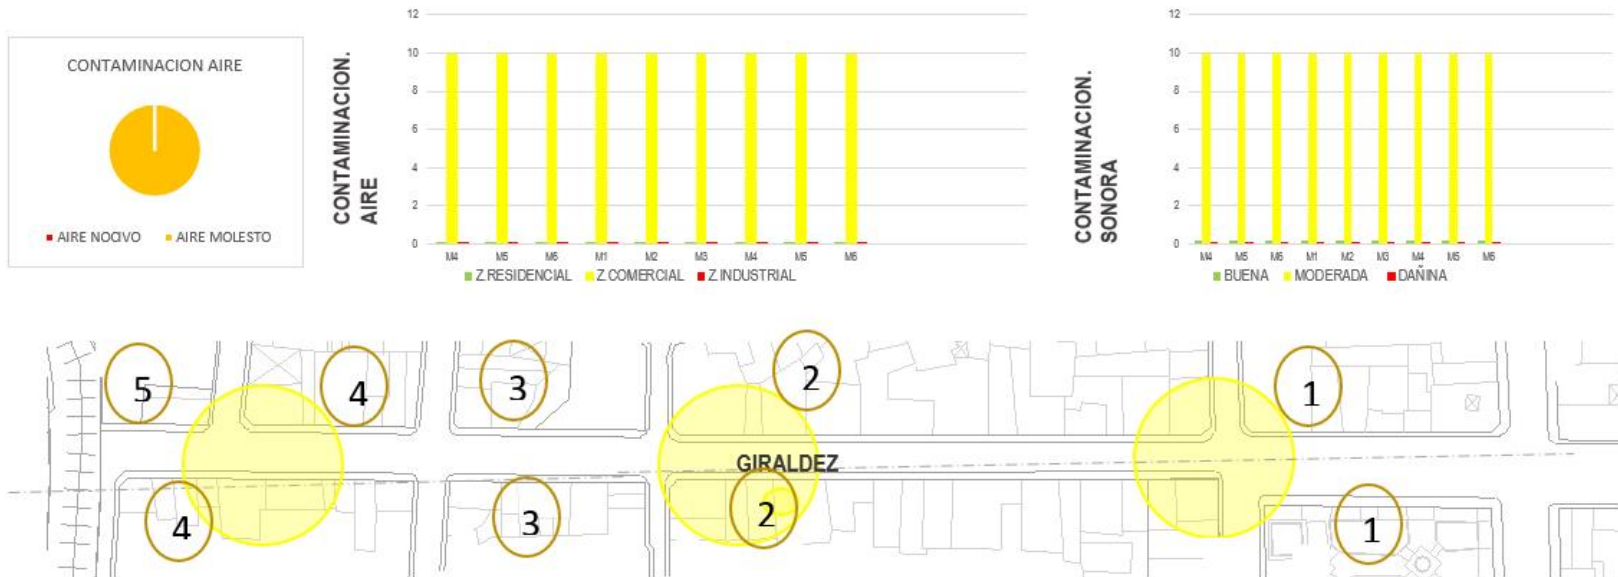 CONTAMINACION AIRE
AIRE NOCIVO AIRE MOLESTO
CONTAMINACION.
AIRE
12
10
8
6
4
2
0
M4 M5 M6 M1 M2 M3 M4 M5 M6
Z.RESIDENCIAL Z.COMERCIAL Z.INDUSTRIAL
CONTAMINACION.
SONORA
12
10
8
6
4
2
0
M4 M5 M6 M1 M2 M3 M4 M5 M6
BUENA MODERADA DAÑINA
5 4 3 2 1
GIRALDEZ
4 3 2 1